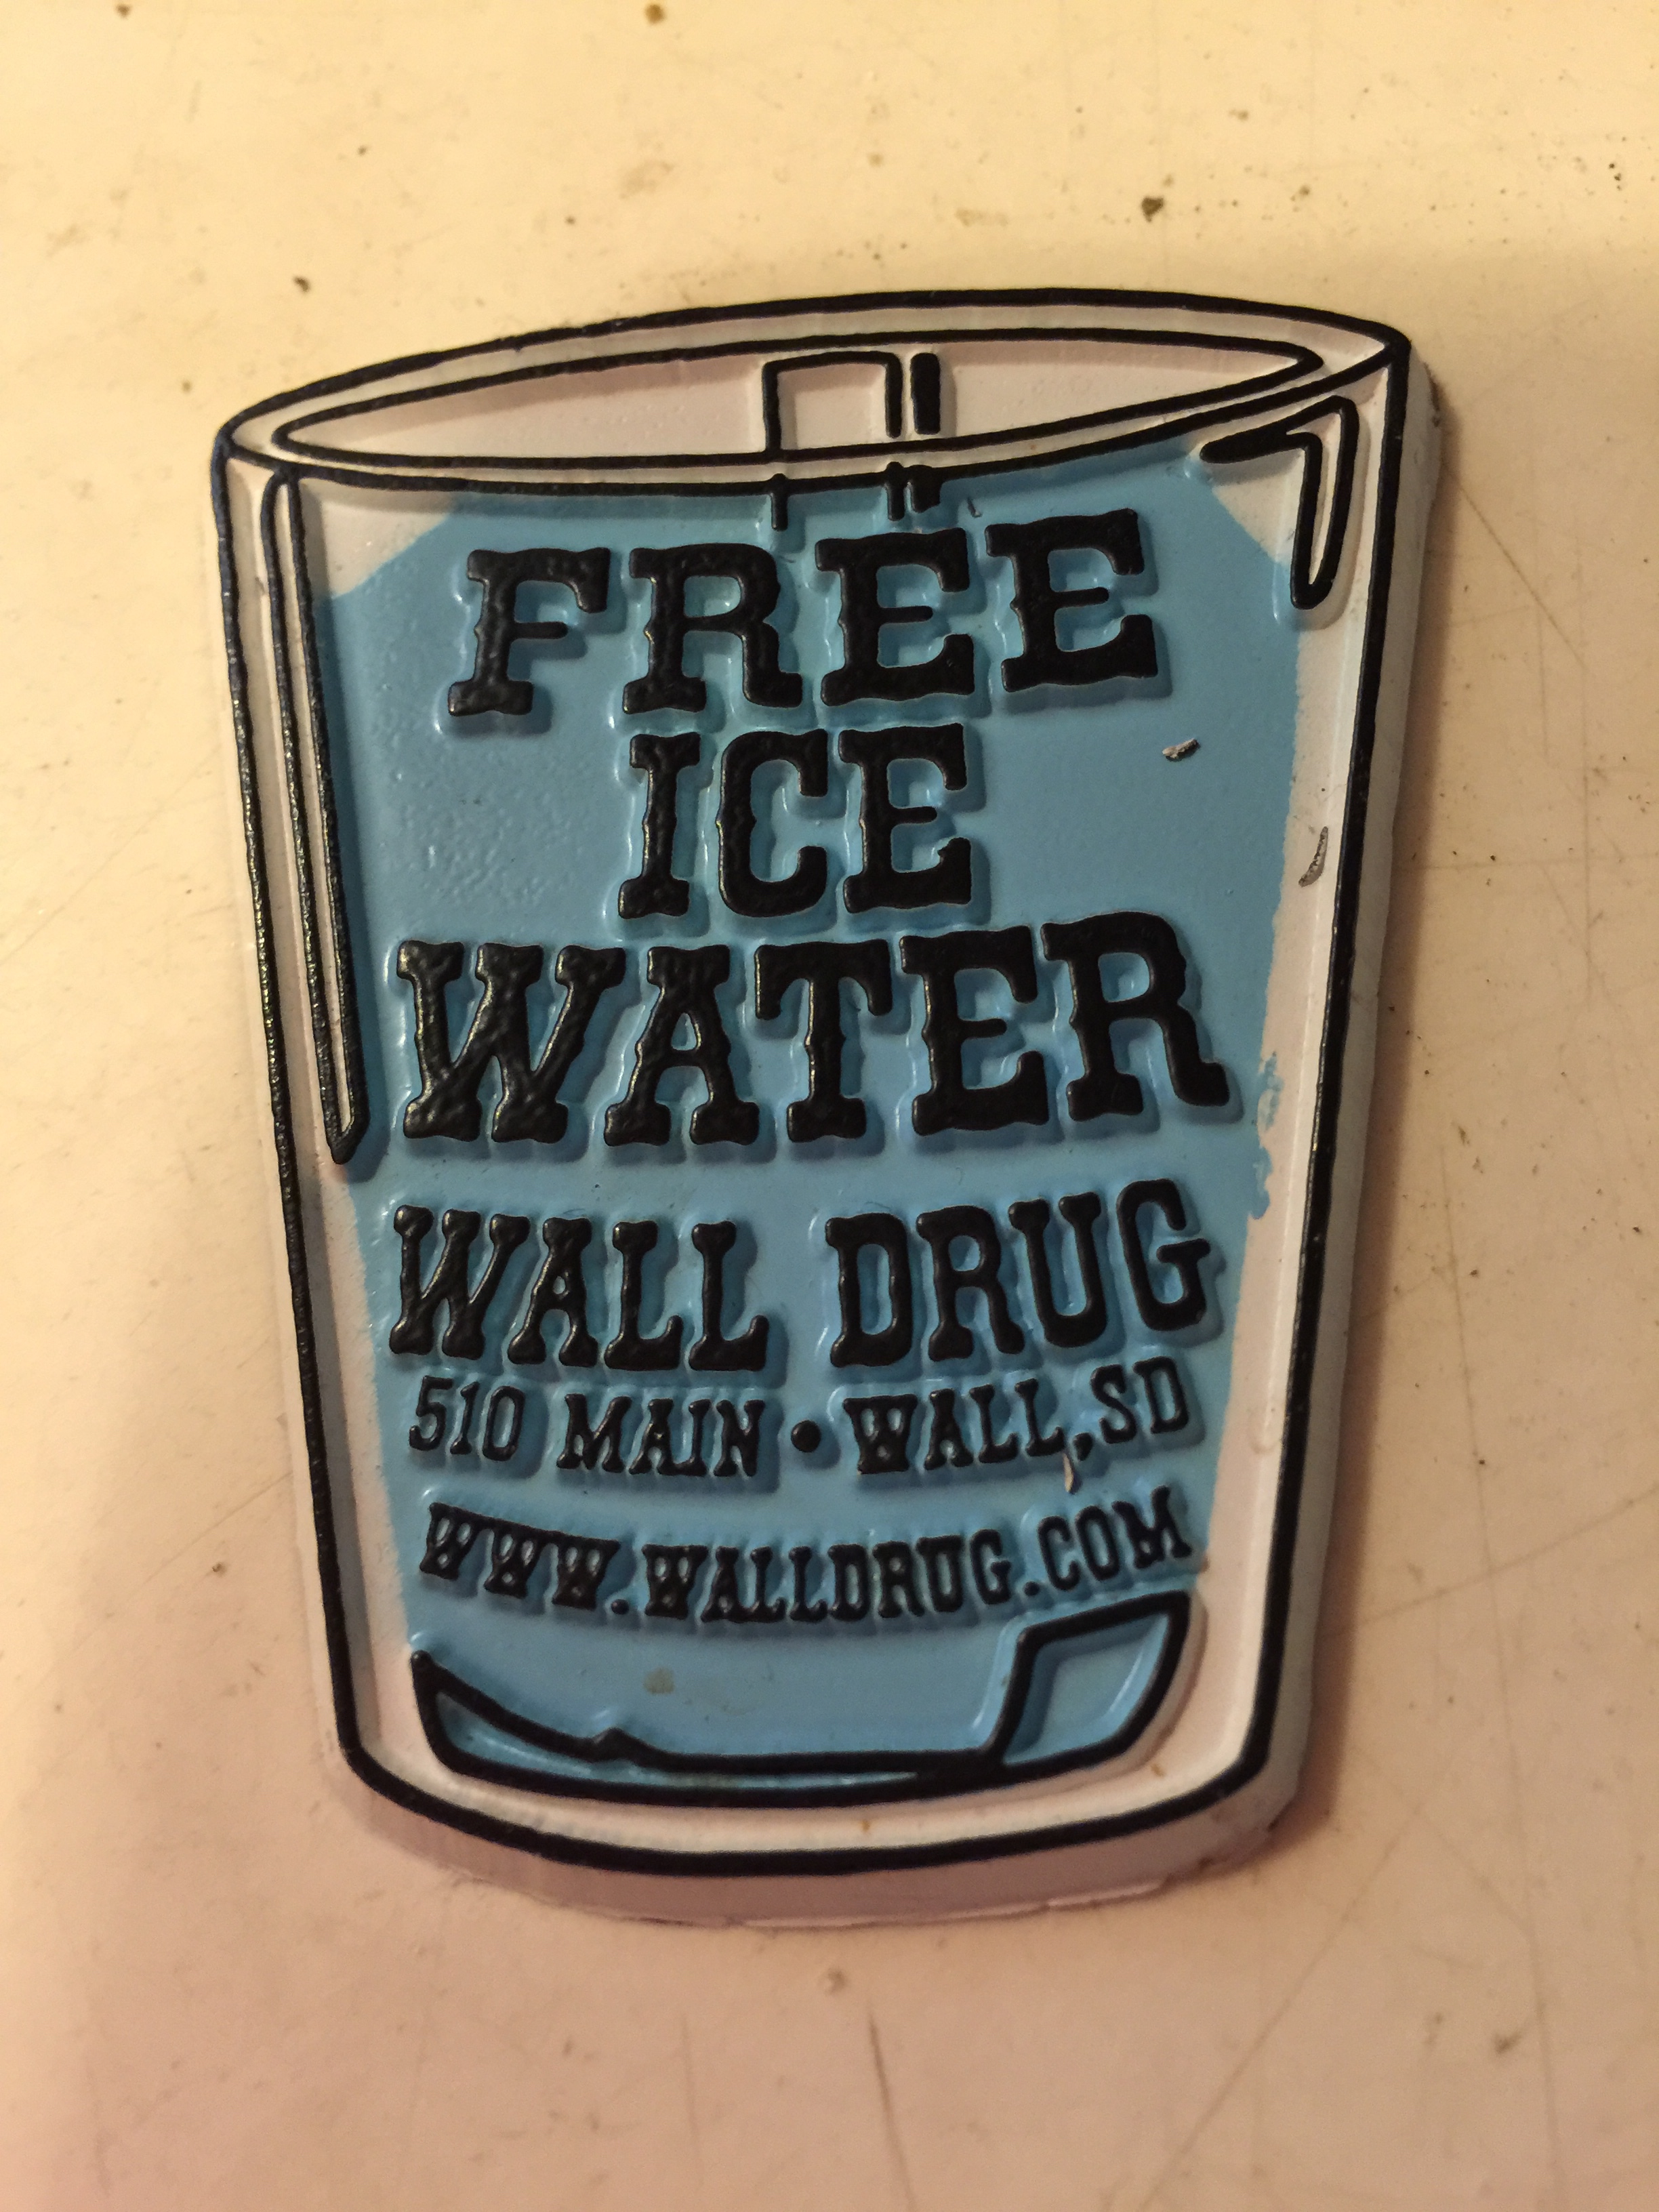 FREE
ICE
WATER
WALL DRUG
510 MAIN • WALL, SD
WWW.WALLDRUG.COM